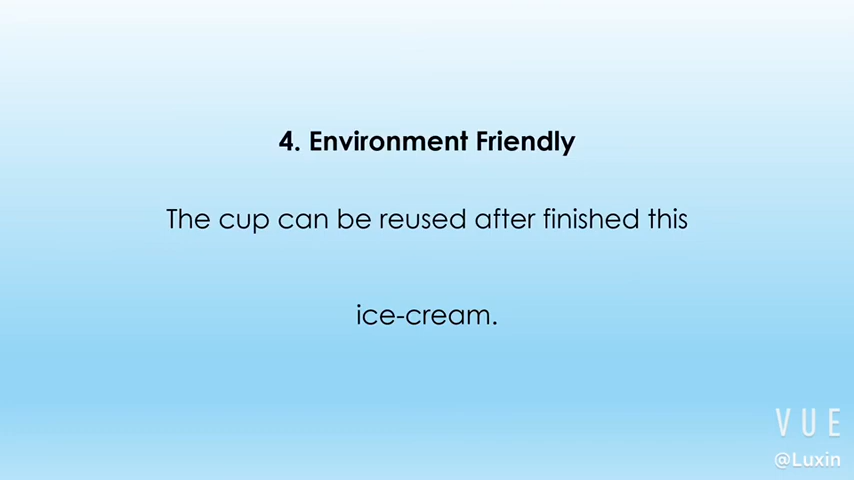 4. Environment Friendly
The cup can be reused after finished this
ice-cream.
VUE
@Luxin